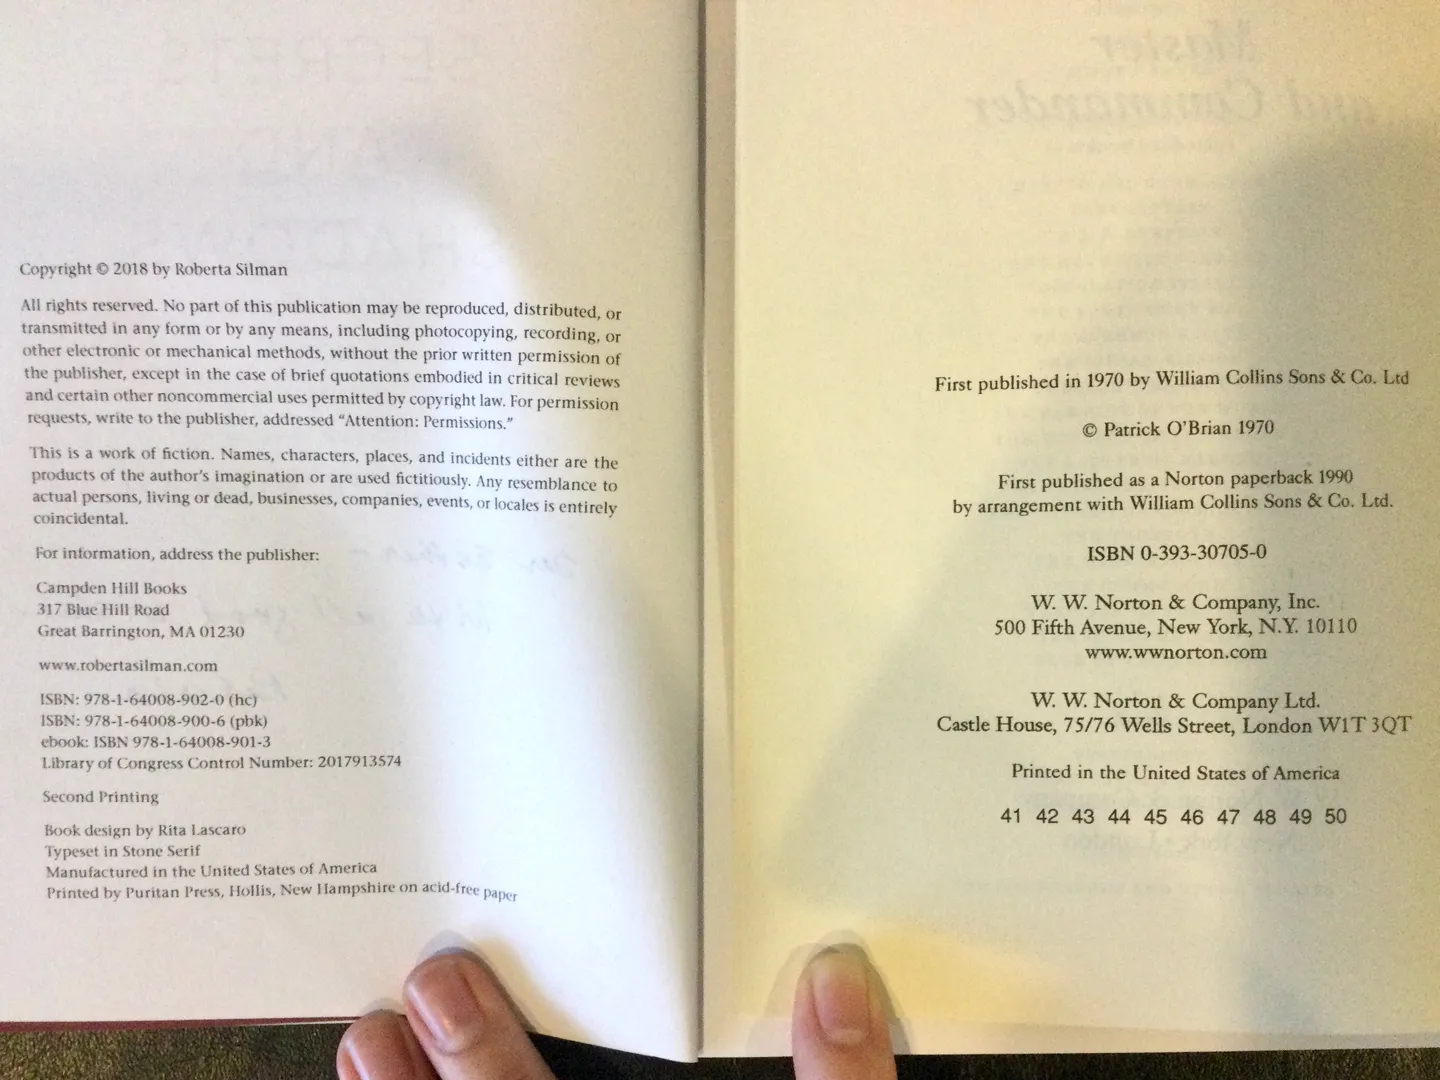 Copyright © 2018 by Roberta Silman
All rights reserved. No part of this publication may be reproduced, distributed, or
transmitted in any form or by any means, including photocopying, recording, or
other electronic or mechanical methods, without the prior written permission of
the publisher, except in the case of brief quotations embodied in critical reviews
and certain other noncommercial uses permitted by copyright law. For permission
requests, write to the publisher, addressed “Attention: Permissions.”
This is a work of fiction. Names, characters, places, and incidents either are the
products of the author’s imagination or are used fictitiously. Any resemblance to
actual persons, living or dead, businesses, companies, events, or locales is entirely
coincidental.
For information, address the publisher:
Campden Hill Books
317 Blue Hill Road
Great Barrington, MA 01230
www.robertasilman.com
ISBN: 978-1-64008-902-0 (hc)
ISBN: 978-1-64008-900-6 (pbk)
ebook: ISBN 978-1-64008-901-3
Library of Congress Control Number: 2017913574
Second Printing
Book design by Rita Lascaro
Typeset in Stone Serif
Manufactured in the United States of America
Printed by Puritan Press, Hollis, New Hampshire on acid-free paper
Master
and Commander
First published in 1970 by William Collins Sons & Co. Ltd
© Patrick O’Brian 1970
First published as a Norton paperback 1990
by arrangement with William Collins Sons & Co. Ltd.
ISBN 0-393-30705-0
W. W. Norton & Company, Inc.
500 Fifth Avenue, New York, N.Y. 10110
www.wwnorton.com
W. W. Norton & Company Ltd.
Castle House, 75/76 Wells Street, London W1T 3QT
Printed in the United States of America
41 42 43 44 45 46 47 48 49 50